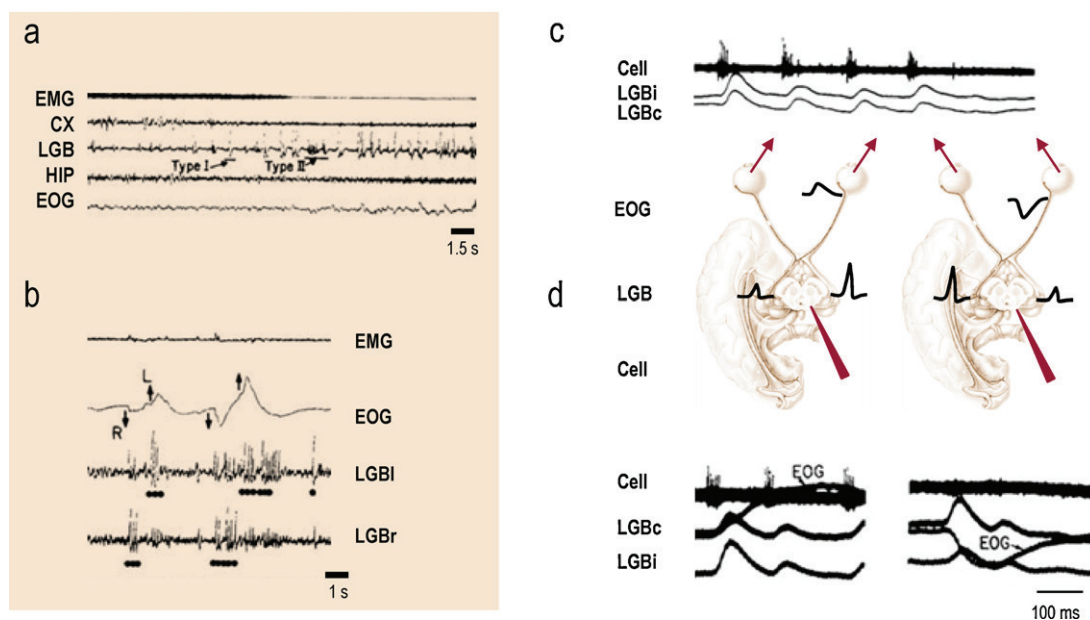 a
EMG
CX
LGB
Type I
Type II
HIP
EOG
1.5 s
b
EMG
L
R
EOG
LGBl
LGBr
1 s
c
Cell
LGBi
LGBc
EOG
d
LGB
Cell
Cell
EOG
LGBc
LGBi
EOG
100 ms